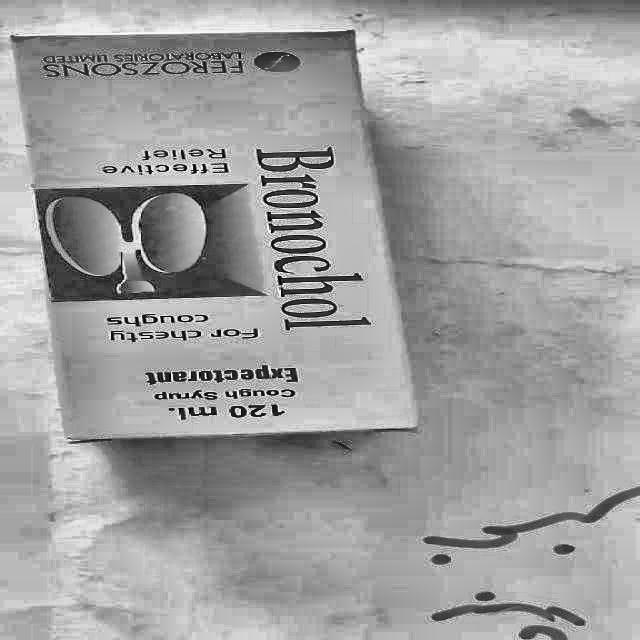 Bronochol
120 ml.
Cough Syrup
Expectorant
For chesty
coughs
Effective
Relief
FEROZSONS
LABORATORIES LIMITED